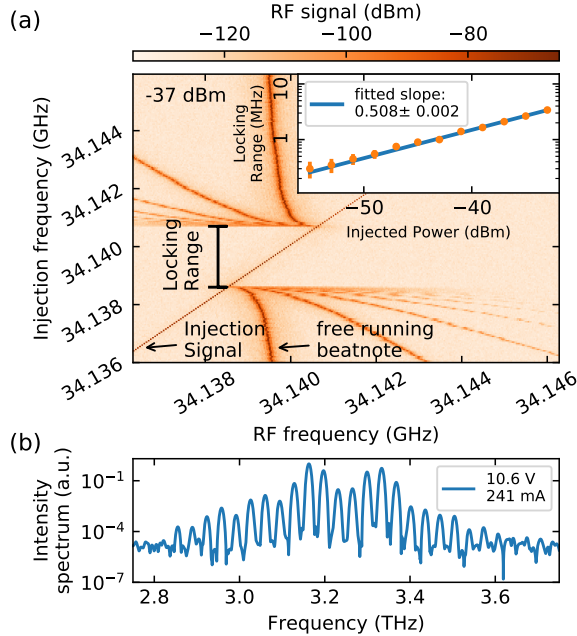 (a)
RF signal (dBm)
−120 −100 −80
-37 dBm
fitted slope:
0.508± 0.002
Locking
Range (MHz)
10
1
−50 −40
Injected Power (dBm)
Injection frequency (GHz)
34.144
34.142
34.140
34.138
34.136
Locking
Range
Injection
Signal
free running
beatnote
34.138 34.140 34.142 34.144 34.146
RF frequency (GHz)
(b)
Intensity
spectrum (a.u.)
10−1
10−4
10−7
10.6 V
241 mA
2.8 3.0 3.2 3.4 3.6
Frequency (THz)